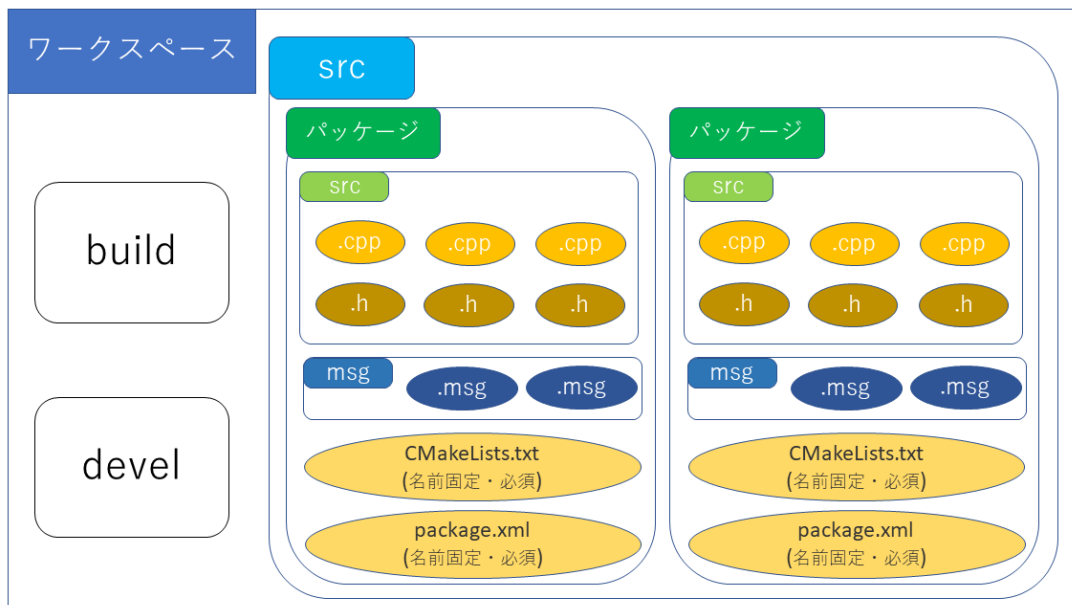 ワークスペース
src
build
devel
パッケージ
src
.cpp .cpp .cpp
.h .h .h
msg .msg .msg
CMakeLists.txt
(名前固定・必須)
package.xml
(名前固定・必須)
パッケージ
src
.cpp .cpp .cpp
.h .h .h
msg .msg .msg
CMakeLists.txt
(名前固定・必須)
package.xml
(名前固定・必須)